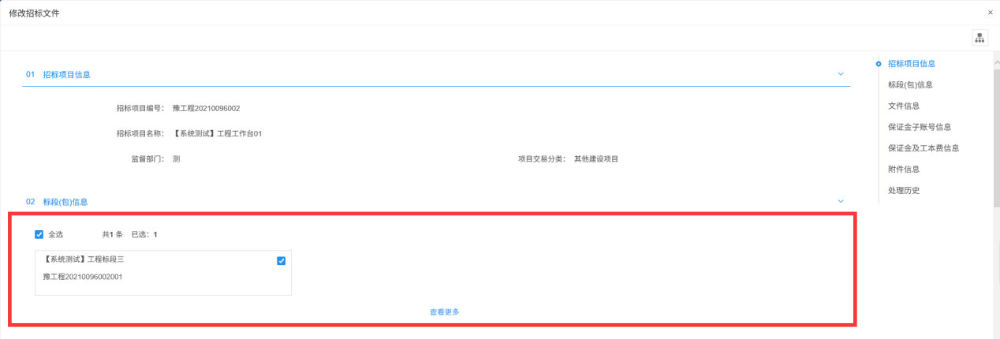 修改招标文件
×
01 招标项目信息
招标项目编号： 豫工程20210096002
招标项目名称： 【系统测试】工程工作台01
监督部门： 测 项目交易分类： 其他建设项目
02 标段(包)信息
全选 共1 条 已选：1
【系统测试】工程标段三
豫工程20210096002001
查看更多
招标项目信息
标段(包)信息
文件信息
保证金子账号信息
保证金及工本费信息
附件信息
处理历史